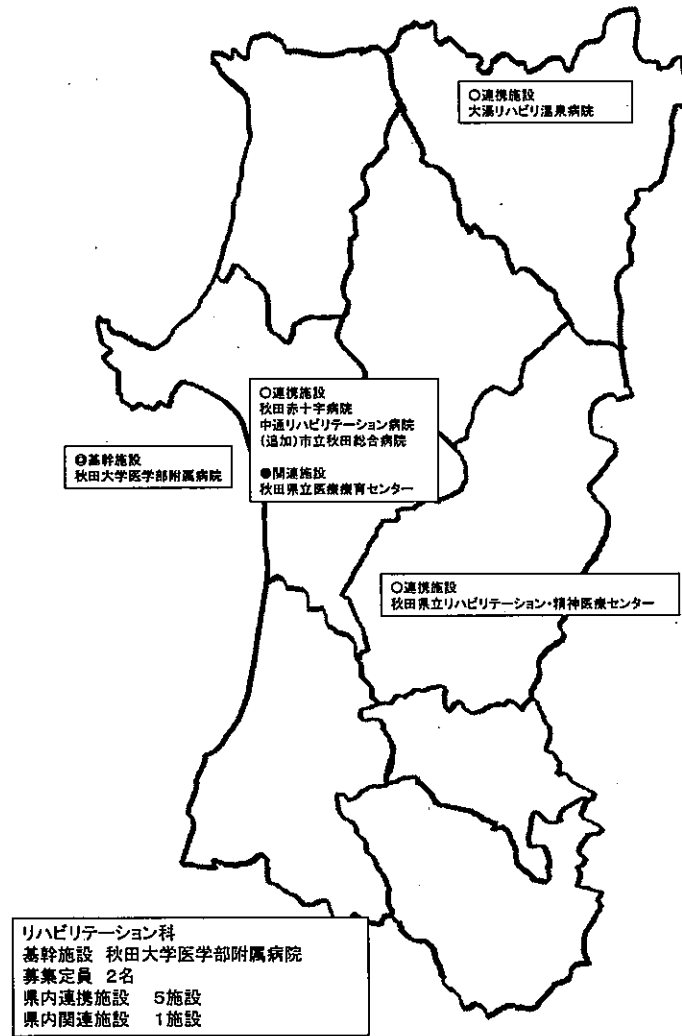 ○連携施設
大湯リハビリ温泉病院
○連携施設
秋田赤十字病院
中通リハビリテーション病院
(追加)市立秋田総合病院
●関連施設
秋田県立医療療育センター
◎基幹施設
秋田大学医学部附属病院
○連携施設
秋田県立リハビリテーション・精神医療センター
リハビリテーション科
基幹施設 秋田大学医学部附属病院
募集定員 2名
県内連携施設 5施設
県内関連施設 1施設